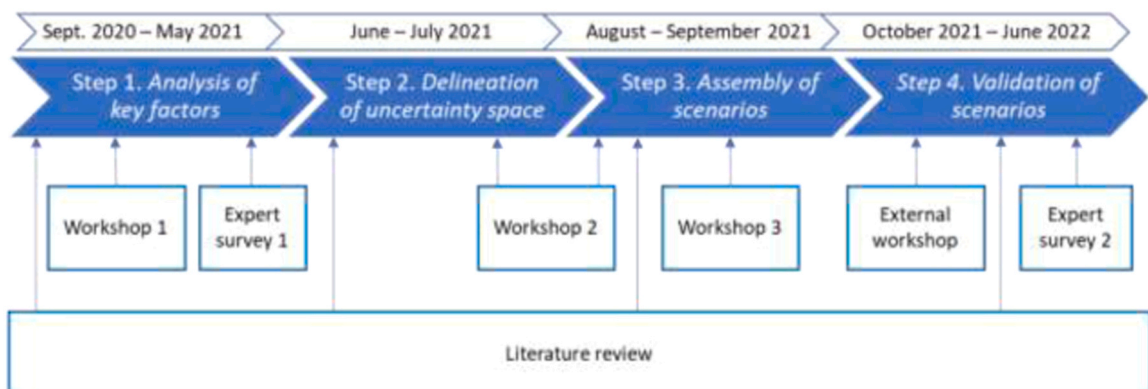 Sept. 2020 – May 2021
June – July 2021
August – September 2021
October 2021 – June 2022
Step 1. Analysis of
key factors
Step 2. Delineation
of uncertainty space
Step 3. Assembly of
scenarios
Step 4. Validation of
scenarios
Workshop 1
Expert
survey 1
Workshop 2
Workshop 3
External
workshop
Expert
survey 2
Literature review